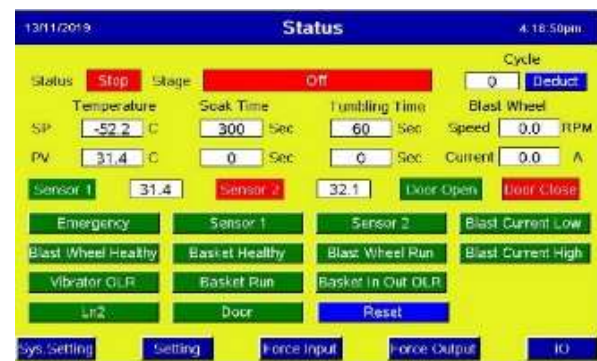 13/11/2019 Status 4:18:50pm
Cycle
Status Stop Stage Off 0 Deduct
Temperature Soak Time Tumbling Time Blast Wheel
SP -52.2 C 300 Sec 60 Sec Speed 0.0 RPM
PV 31.4 C 0 Sec 0 Sec Current 0.0 A
Sensor 1 31.4 Sensor 2 32.1 Door Open Door Close
Emergency Sensor 1 Sensor 2 Blast Current Low
Blast Wheel Healthy Basket Healthy Blast Wheel Run Blast Current High
Vibrator OLR Basket Run Basket In Out OLR
Ln2 Door Reset
Sys.Setting Setting Force Input Force Output IO